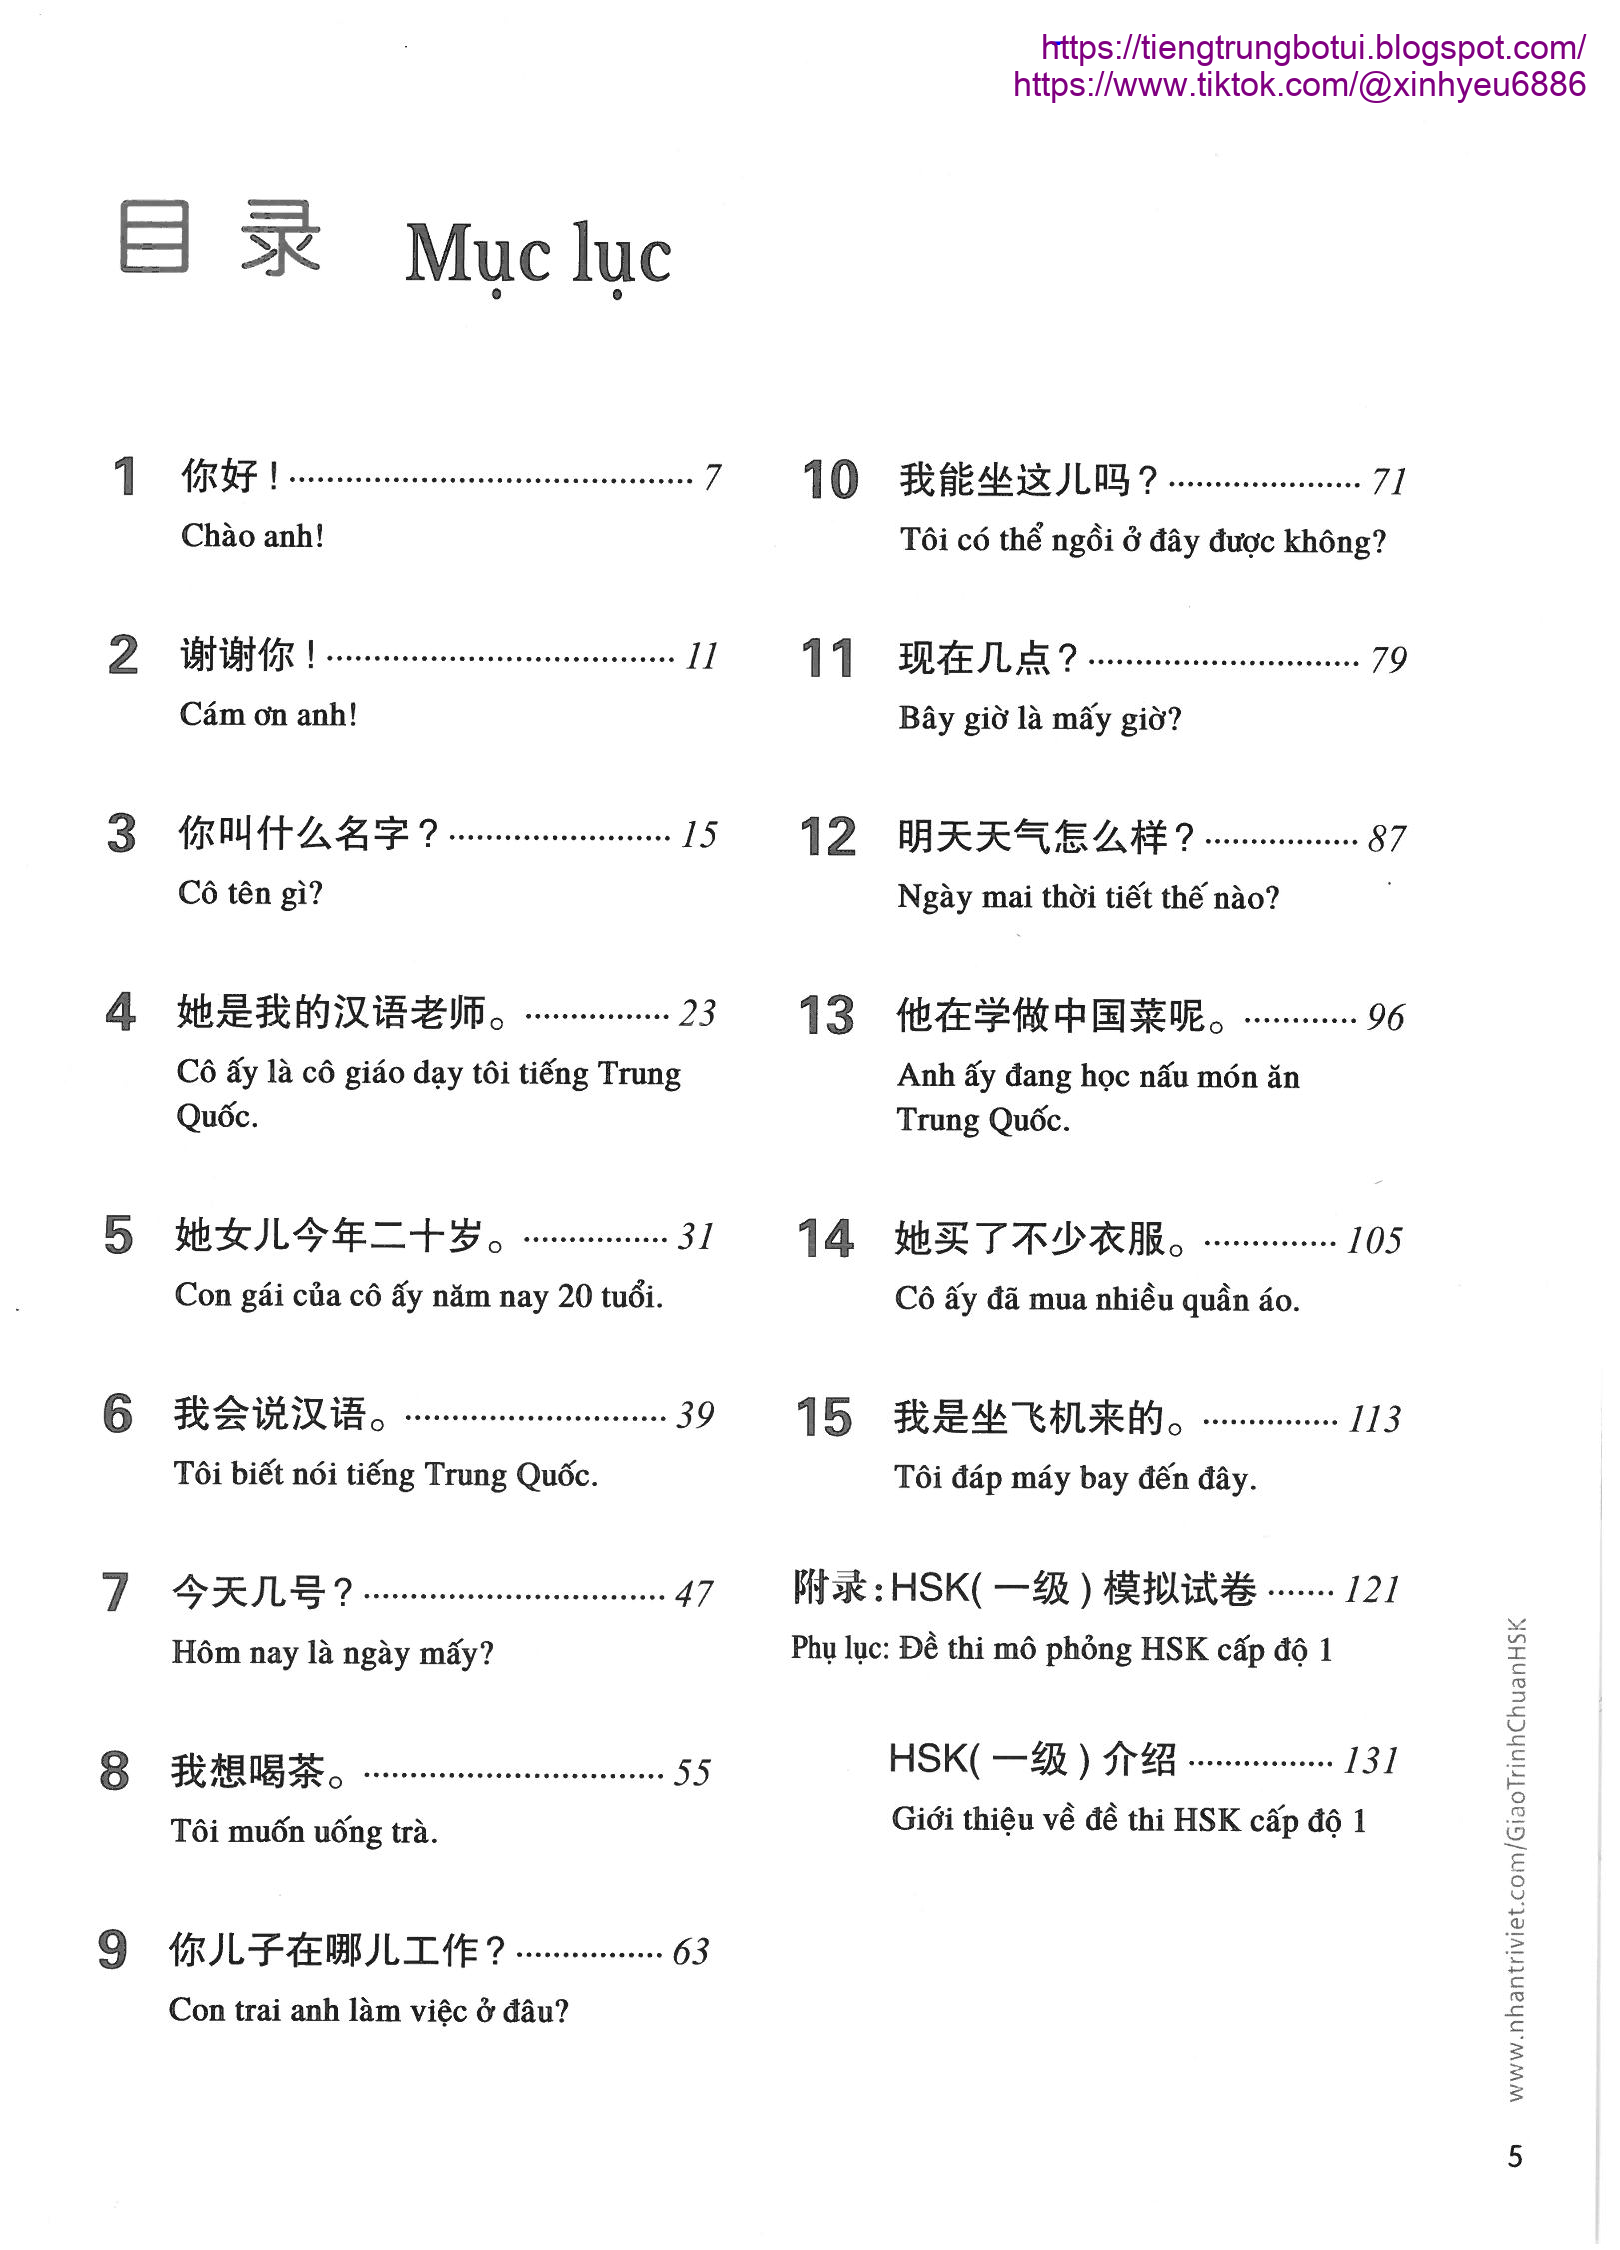 https://tiengtrungbotui.blogspot.com/
https://www.tiktok.com/@xinhyeu6886
目 录 Mục lục
1 你好！ 7
Chào anh!
2 谢谢你！ 11
Cám ơn anh!
3 你叫什么名字？ 15
Cô tên gì?
4 她是我的汉语老师。 23
Cô ấy là cô giáo dạy tôi tiếng Trung
Quốc.
5 她女儿今年二十岁。 31
Con gái của cô ấy năm nay 20 tuổi.
6 我会说汉语。 39
Tôi biết nói tiếng Trung Quốc.
7 今天几号？ 47
Hôm nay là ngày mấy?
8 我想喝茶。 55
Tôi muốn uống trà.
9 你儿子在哪儿工作？ 63
Con trai anh làm việc ở đâu?
10 我能坐这儿吗？ 71
Tôi có thể ngồi ở đây được không?
11 现在几点？ 79
Bây giờ là mấy giờ?
12 明天天气怎么样？ 87
Ngày mai thời tiết thế nào?
13 他在学做中国菜呢。 96
Anh ấy đang học nấu món ăn
Trung Quốc.
14 她买了不少衣服。 105
Cô ấy đã mua nhiều quần áo.
15 我是坐飞机来的。 113
Tôi đáp máy bay đến đây.
附录：HSK(一级)模拟试卷 121
Phụ lục: Đề thi mô phỏng HSK cấp độ 1
HSK(一级)介绍 131
Giới thiệu về đề thi HSK cấp độ 1
www.nhantriviet.com/GiaoTrinhChuanHSK
5